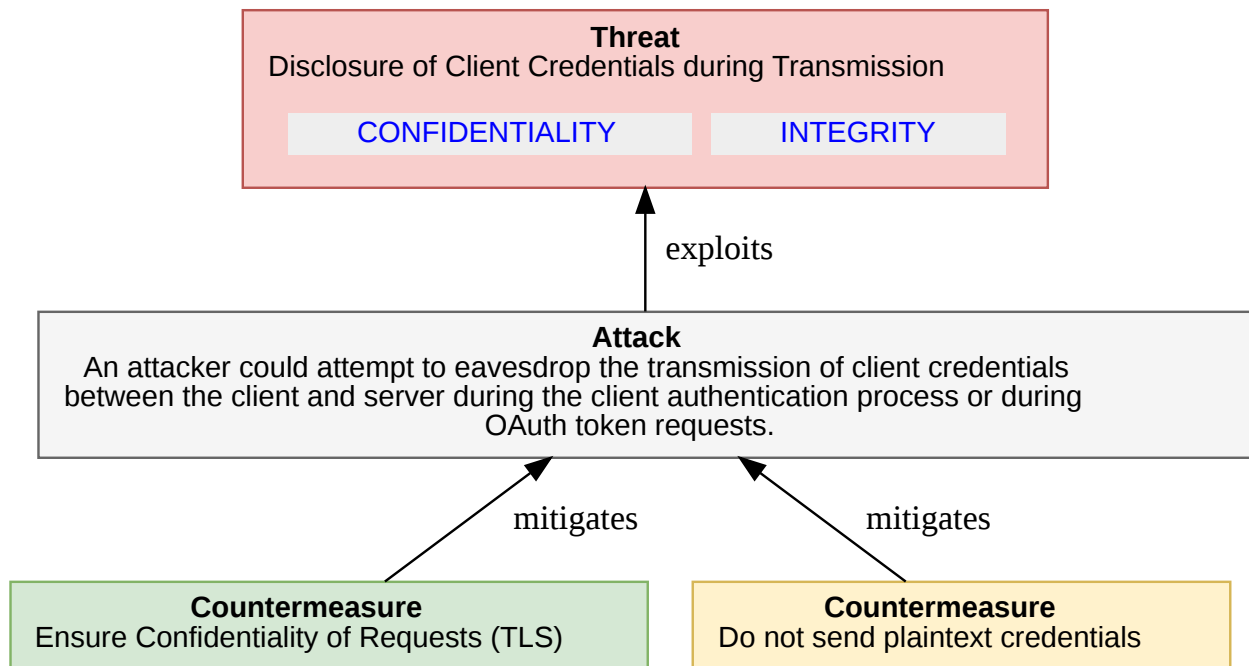 Threat
Disclosure of Client Credentials during Transmission
CONFIDENTIALITY INTEGRITY
exploits
Attack
An attacker could attempt to eavesdrop the transmission of client credentials
between the client and server during the client authentication process or during
OAuth token requests.
mitigates mitigates
Countermeasure
Ensure Confidentiality of Requests (TLS)
Countermeasure
Do not send plaintext credentials